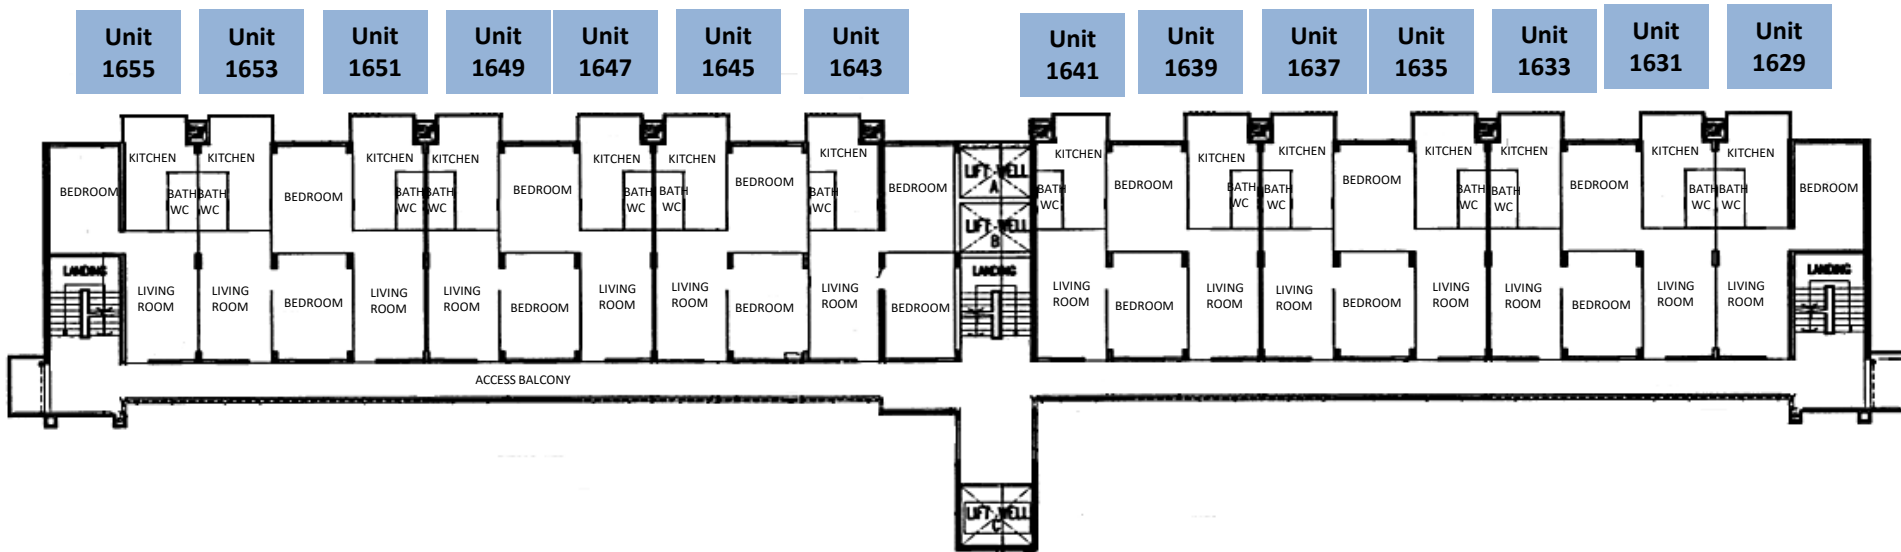 Unit
1655
Unit
1653
Unit
1651
Unit
1649
Unit
1647
Unit
1645
Unit
1643
Unit
1641
Unit
1639
Unit
1637
Unit
1635
Unit
1633
Unit
1631
Unit
1629
KITCHEN
KITCHEN
KITCHEN
KITCHEN
KITCHEN
KITCHEN
KITCHEN
KITCHEN
KITCHEN
KITCHEN
KITCHEN
KITCHEN
KITCHEN
KITCHEN
BEDROOM
BATH
WC
BATH
WC
BEDROOM
BATH
WC
BATH
WC
BEDROOM
BATH
WC
BATH
WC
BEDROOM
BATH
WC
BEDROOM
LIFT-WELL
A
LIFT-WELL
B
BATH
WC
BEDROOM
BATH
WC
BATH
WC
BEDROOM
BATH
WC
BATH
WC
BEDROOM
BATH
WC
BATH
WC
BEDROOM
LANDING
LIVING
ROOM
LIVING
ROOM
BEDROOM
LIVING
ROOM
LIVING
ROOM
BEDROOM
LIVING
ROOM
LIVING
ROOM
BEDROOM
LIVING
ROOM
BEDROOM
LANDING
LIVING
ROOM
BEDROOM
LIVING
ROOM
LIVING
ROOM
BEDROOM
LIVING
ROOM
LIVING
ROOM
BEDROOM
LIVING
ROOM
LIVING
ROOM
LANDING
ACCESS BALCONY
LIFT-WELL
C